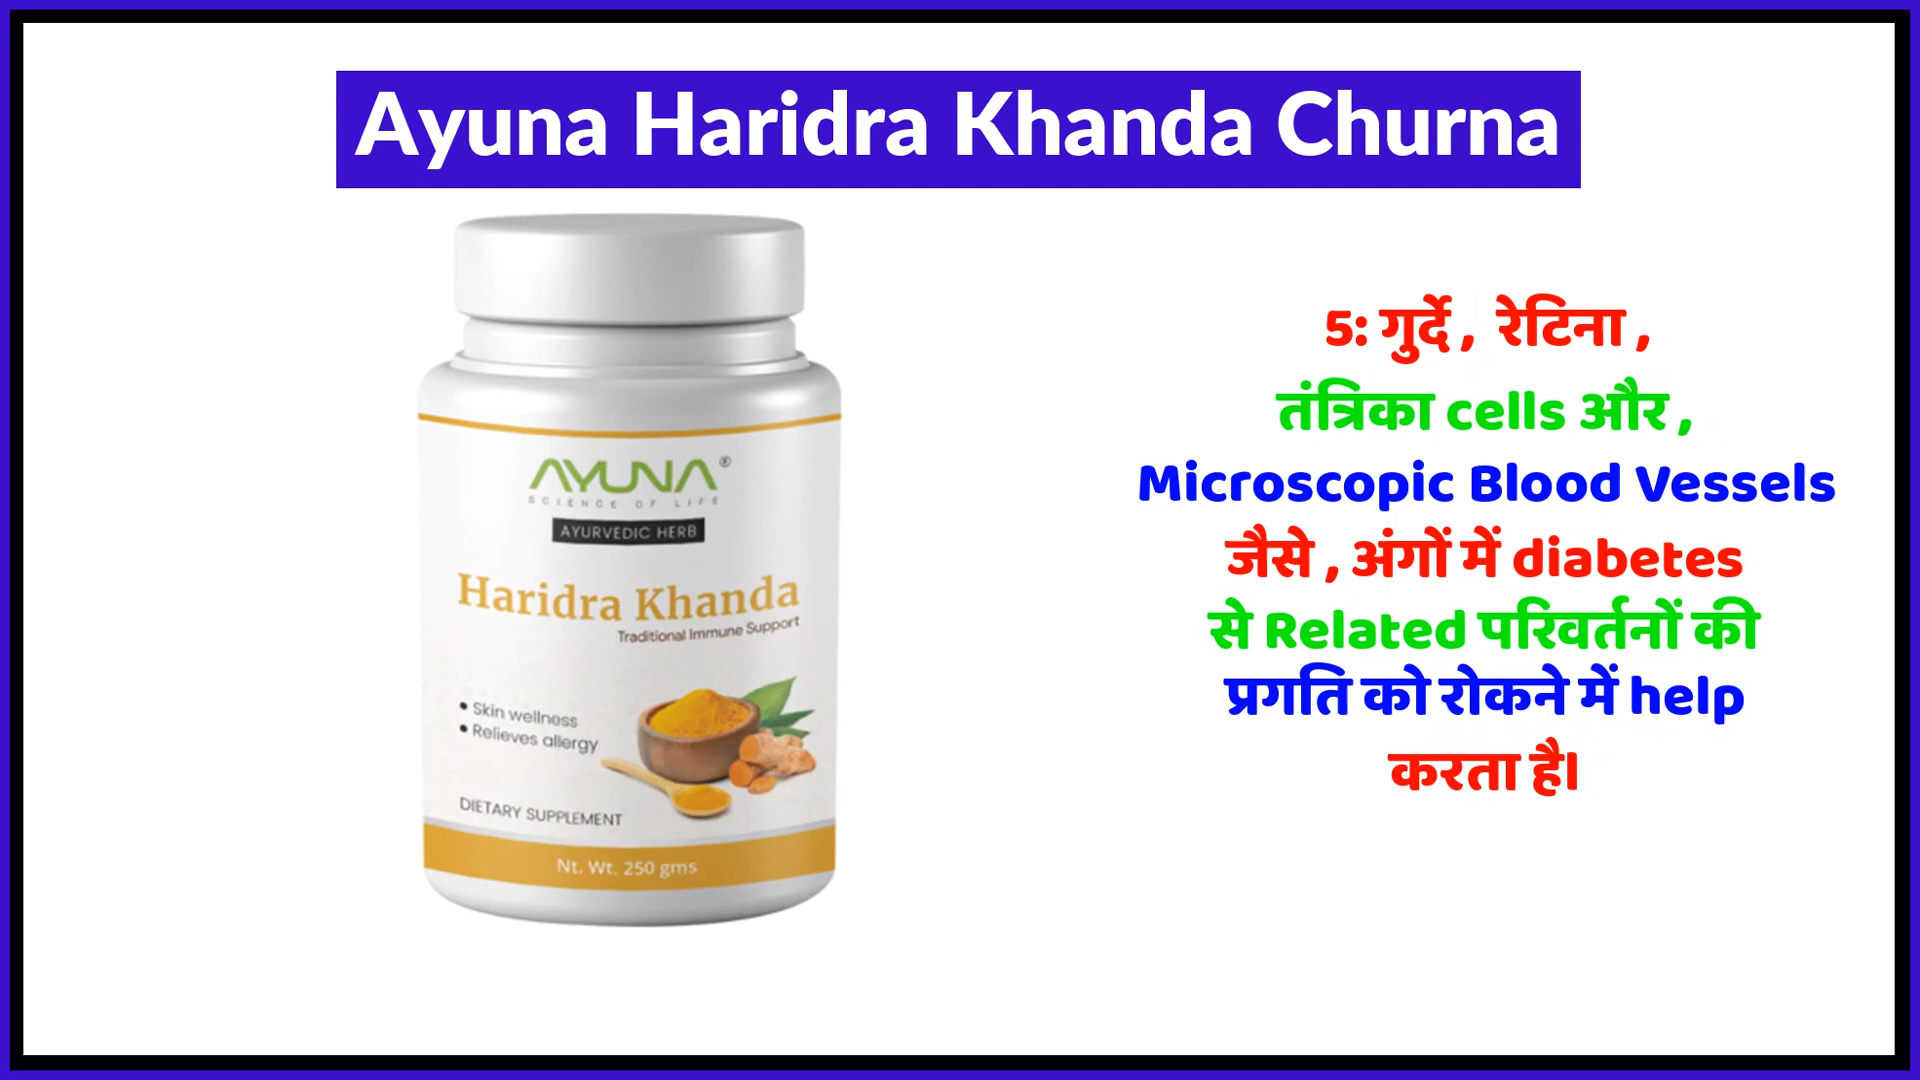 Ayuna Haridra Khanda Churna
AYUNA®
SCIENCE OF LIFE
AYURVEDIC HERB
Haridra Khanda
Traditional Immune Support
• Skin wellness
• Relieves allergy
DIETARY SUPPLEMENT
Nt. Wt. 250 gms
5: गुर्दे , रेटिना ,
तंत्रिका cells और ,
Microscopic Blood Vessels
जैसे , अंगों में diabetes
से Related परिवर्तनों की
प्रगति को रोकने में help
करता है।